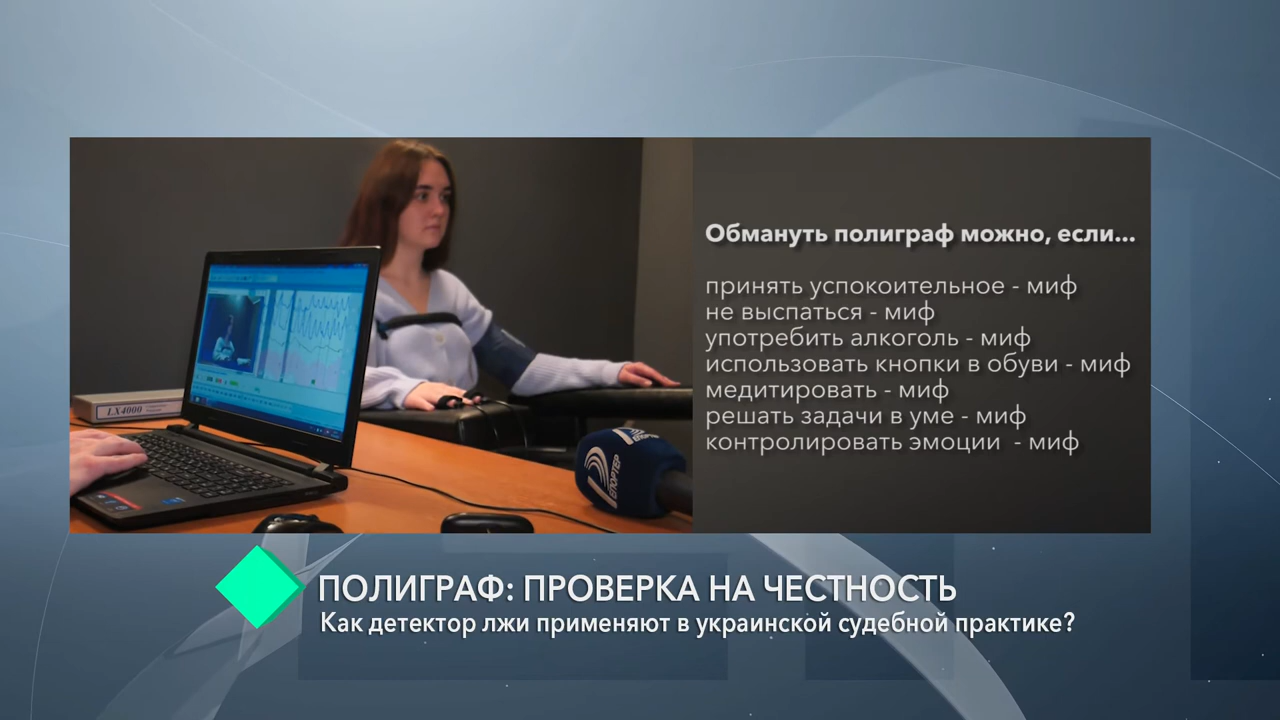 Обмануть полиграф можно, если...
принять успокоительное - миф
не выспаться - миф
употребить алкоголь - миф
использовать кнопки в обуви - миф
медитировать - миф
решать задачи в уме - миф
контролировать эмоции - миф
LX4000
РЕПОРТЕР
ПОЛИГРАФ: ПРОВЕРКА НА ЧЕСТНОСТЬ
Как детектор лжи применяют в украинской судебной практике?